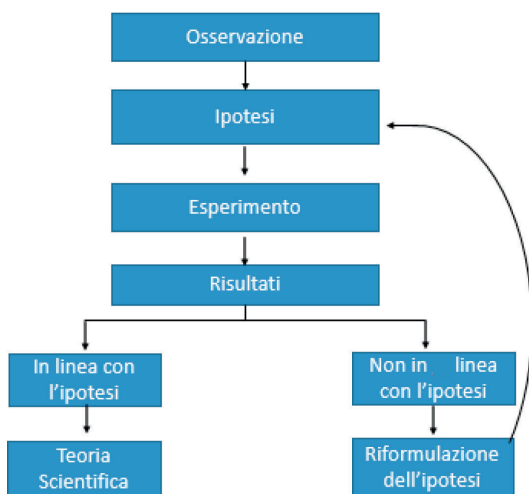 Osservazione
Ipotesi
Esperimento
Risultati
In linea con
l'ipotesi
Non in linea
con l'ipotesi
Teoria
Scientifica
Riformulazione
dell'ipotesi